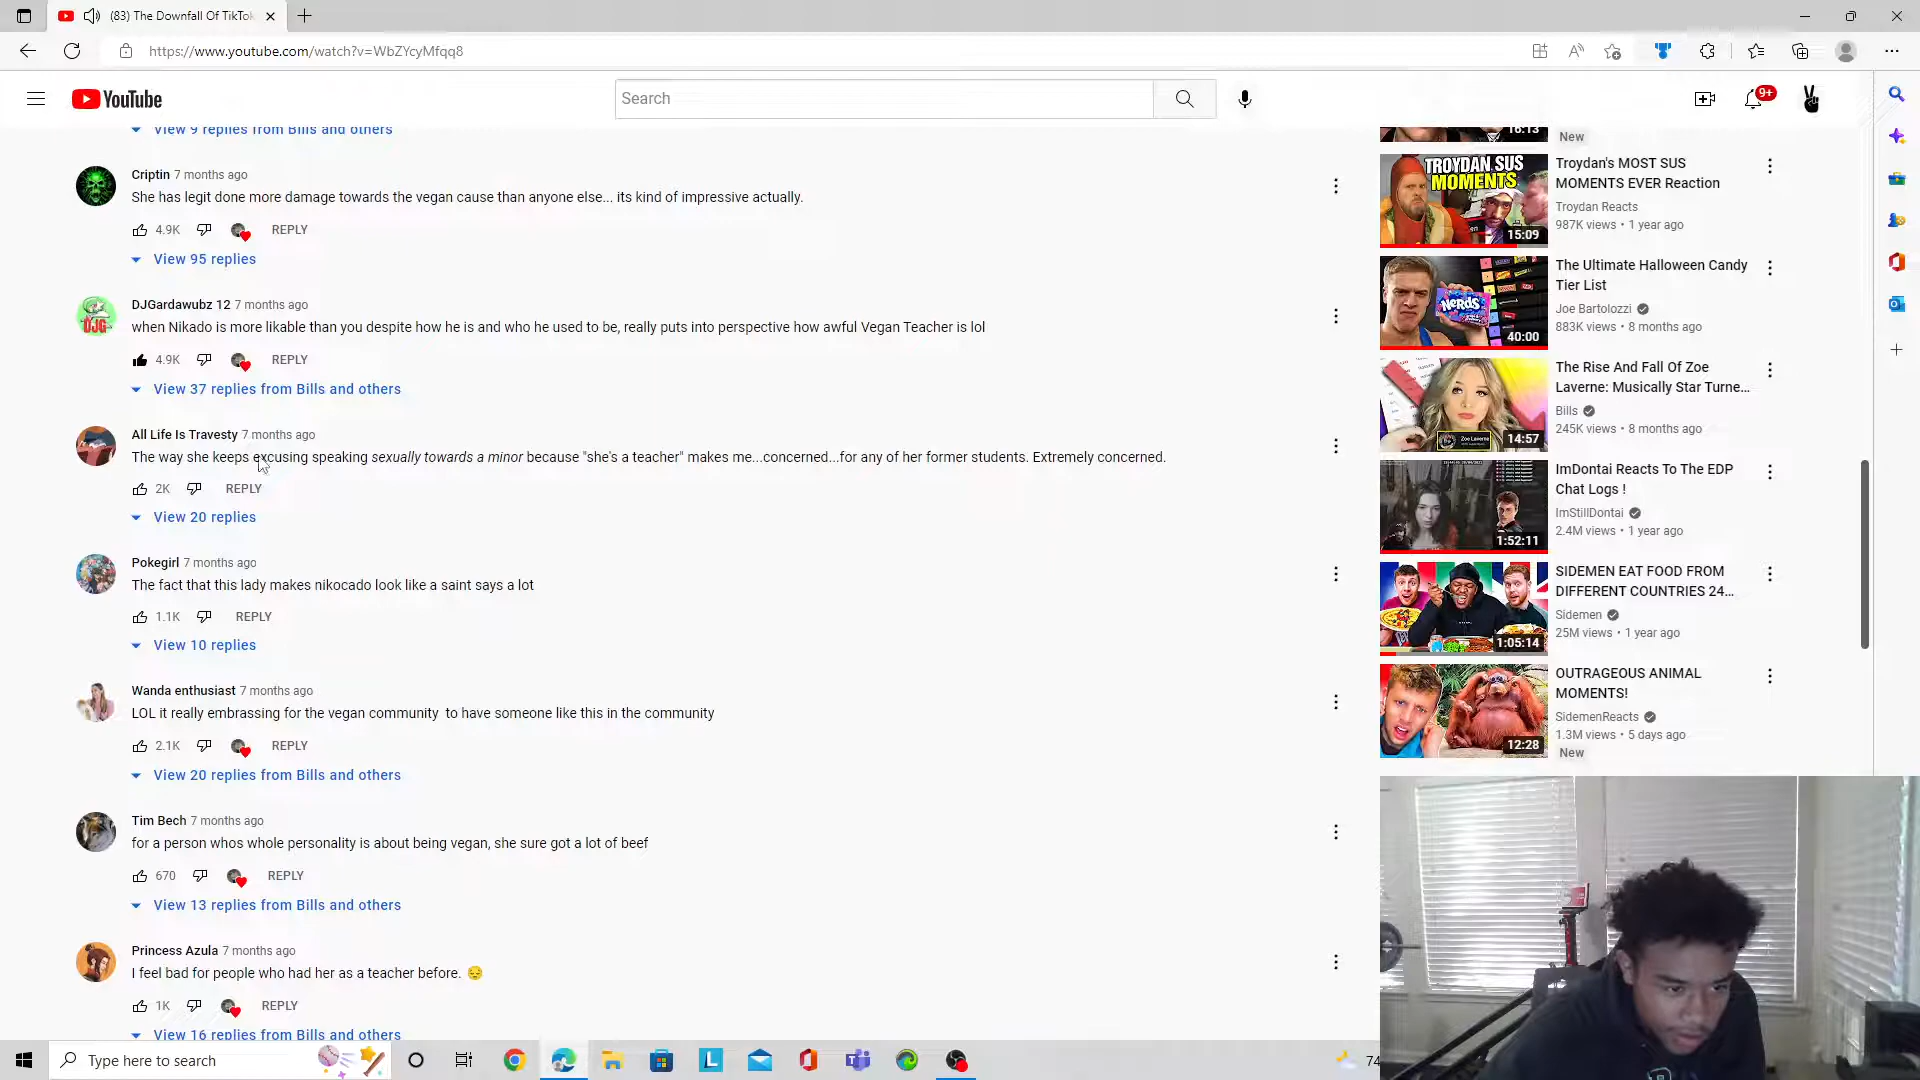 (83) The Downfall Of TikTok
https://www.youtube.com/watch?v=WbZYcyMfqq8
YouTube
Search
9+
View 9 replies from Bills and others
Criptin 7 months ago
She has legit done more damage towards the vegan cause than anyone else... its kind of impressive actually.
4.9K REPLY
View 95 replies
DJGardawubz 12 7 months ago
when Nikado is more likable than you despite how he is and who he used to be, really puts into perspective how awful Vegan Teacher is lol
DJG
4.9K REPLY
View 37 replies from Bills and others
All Life Is Travesty 7 months ago
The way she keeps excusing speaking sexually towards a minor because "she's a teacher" makes me...concerned...for any of her former students. Extremely concerned.
2K REPLY
View 20 replies
Pokegirl 7 months ago
The fact that this lady makes nikocado look like a saint says a lot
1.1K REPLY
View 10 replies
Wanda enthusiast 7 months ago
LOL it really embrassing for the vegan community to have someone like this in the community
2.1K REPLY
View 20 replies from Bills and others
Tim Bech 7 months ago
for a person whos whole personality is about being vegan, she sure got a lot of beef
670 REPLY
View 13 replies from Bills and others
Princess Azula 7 months ago
I feel bad for people who had her as a teacher before. 😔
1K REPLY
View 16 replies from Bills and others
16:13
New
TROYDAN SUS
MOMENTS
15:09
Troydan's MOST SUS
MOMENTS EVER Reaction
Troydan Reacts
987K views • 1 year ago
NERDS
40:00
The Ultimate Halloween Candy
Tier List
Joe Bartolozzi
883K views • 8 months ago
Zoe Laverne
14:57
The Rise And Fall Of Zoe
Laverne: Musically Star Turne...
Bills
245K views • 8 months ago
1:52:11
ImDontai Reacts To The EDP
Chat Logs !
ImStillDontai
2.4M views • 1 year ago
1:05:14
SIDEMEN EAT FOOD FROM
DIFFERENT COUNTRIES 24...
Sidemen
25M views • 1 year ago
12:28
OUTRAGEOUS ANIMAL
MOMENTS!
SidemenReacts
1.3M views • 5 days ago
New
Type here to search
74